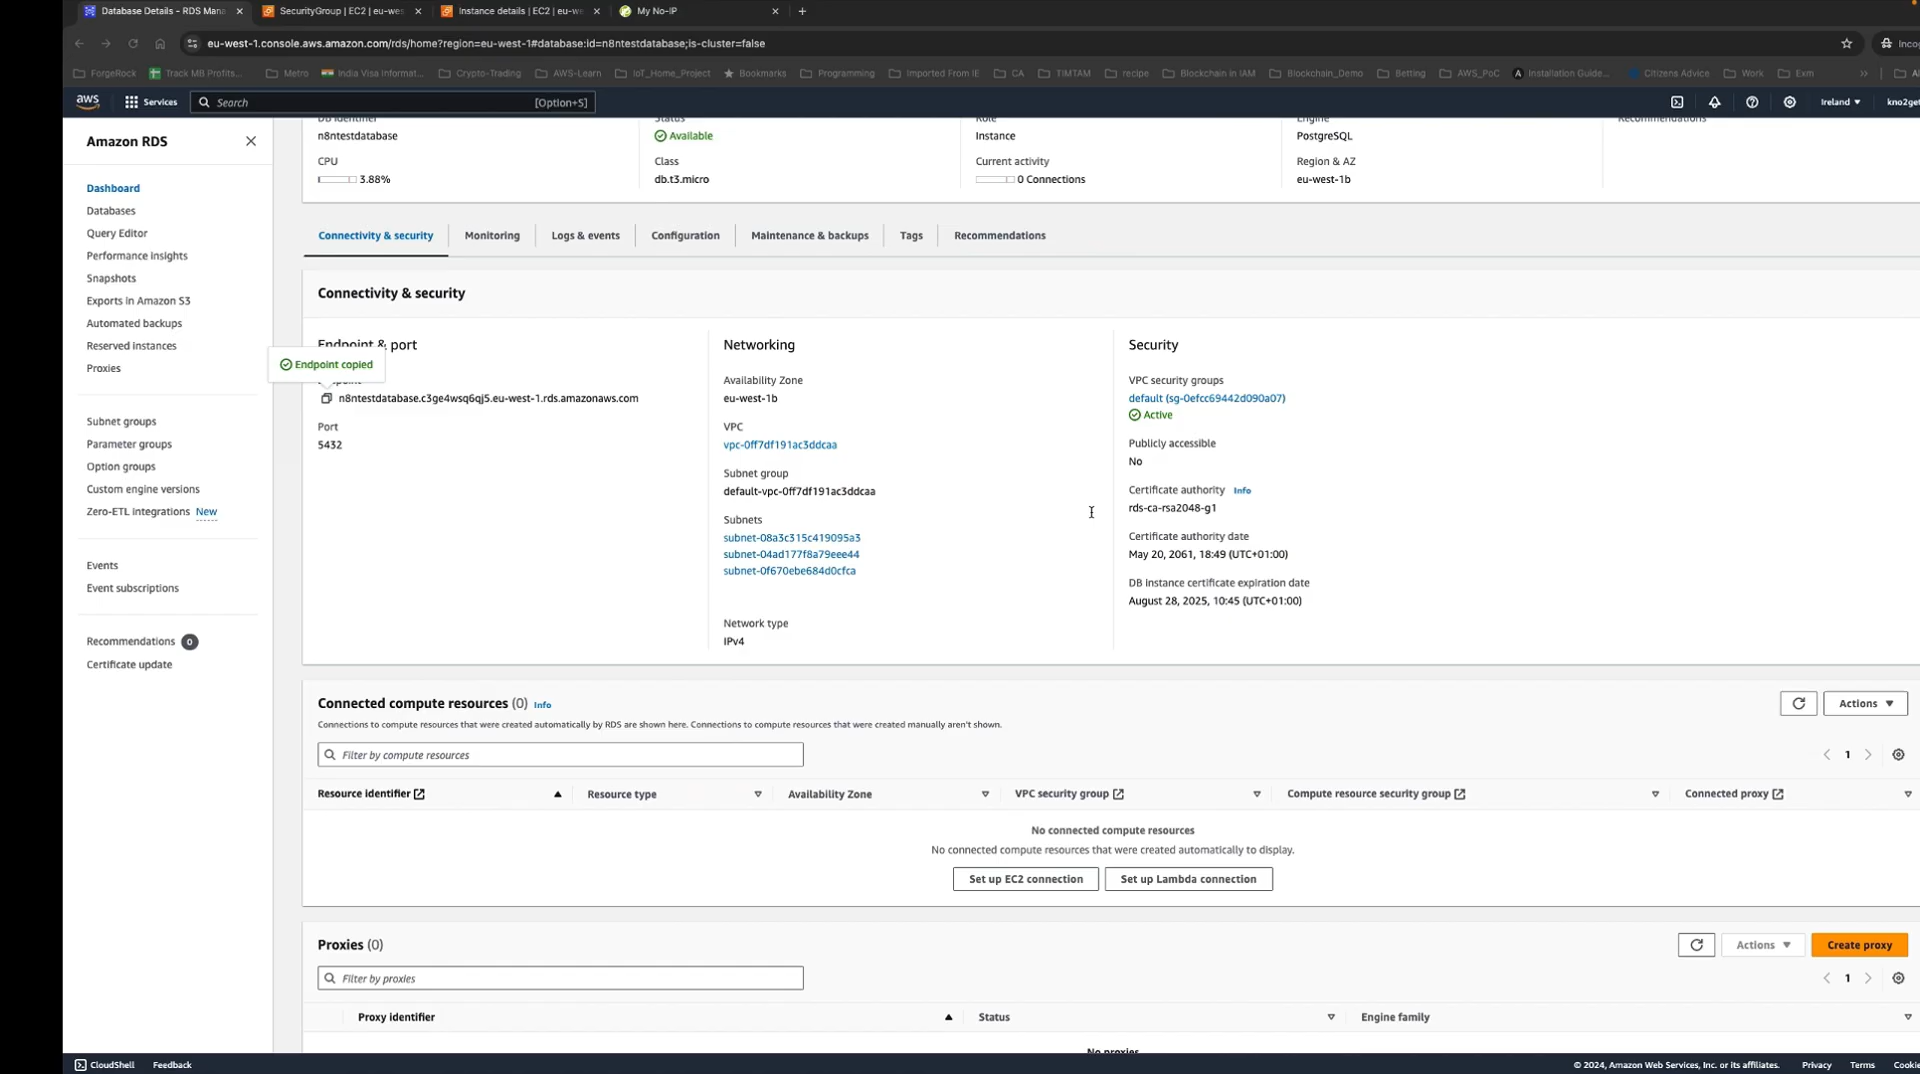 Database Details - RDS Mana
SecurityGroup | EC2 | eu-wes
Instance details | EC2 | eu-we
My No-IP
eu-west-1.console.aws.amazon.com/rds/home?region=eu-west-1#database:id=n8ntestdatabase;is-cluster=false
Inco
ForgeRock
Track MB Profits...
Metro
India Visa Informat...
Crypto-Trading
AWS-Learn
IoT_Home_Project
Bookmarks
Programming
Imported From IE
CA
TIMTAM
recipe
Blockchain in IAM
Blockchain_Demo
Betting
AWS_PoC
Installation Guide...
Citizens Advice
Work
Exm
»
aws
Services
Search
[Option+S]
Ireland
kno2get
Amazon RDS
Dashboard
Databases
Query Editor
Performance insights
Snapshots
Exports in Amazon S3
Automated backups
Reserved instances
Proxies
Subnet groups
Parameter groups
Option groups
Custom engine versions
Zero-ETL integrations New
Events
Event subscriptions
Recommendations 0
Certificate update
DB identifier
n8ntestdatabase
Status
Available
Role
Instance
Engine
PostgreSQL
Recommendations
CPU
3.88%
Class
db.t3.micro
Current activity
0 Connections
Region & AZ
eu-west-1b
Connectivity & security
Monitoring
Logs & events
Configuration
Maintenance & backups
Tags
Recommendations
Connectivity & security
Endpoint & port
Endpoint copied
Endpoint
n8ntestdatabase.c3ge4wsq6qj5.eu-west-1.rds.amazonaws.com
Port
5432
Networking
Availability Zone
eu-west-1b
VPC
vpc-0ff7df191ac3ddcaa
Subnet group
default-vpc-0ff7df191ac3ddcaa
Subnets
subnet-08a3c315c419095a3
subnet-04ad177f8a79eee44
subnet-0f670ebe684d0cfca
Network type
IPv4
Security
VPC security groups
default (sg-0efcc69442d090a07)
Active
Publicly accessible
No
Certificate authority Info
rds-ca-rsa2048-g1
Certificate authority date
May 20, 2061, 18:49 (UTC+01:00)
DB instance certificate expiration date
August 28, 2025, 10:45 (UTC+01:00)
Connected compute resources (0) Info
Connections to compute resources that were created automatically by RDS are shown here. Connections to compute resources that were created manually aren't shown.
Actions
Filter by compute resources
1
Resource identifier
Resource type
Availability Zone
VPC security group
Compute resource security group
Connected proxy
No connected compute resources
No connected compute resources that were created automatically to display.
Set up EC2 connection
Set up Lambda connection
Proxies (0)
Actions
Create proxy
Filter by proxies
1
Proxy identifier
Status
Engine family
No proxies
CloudShell
Feedback
© 2024, Amazon Web Services, Inc. or its affiliates.
Privacy
Terms
Cookie